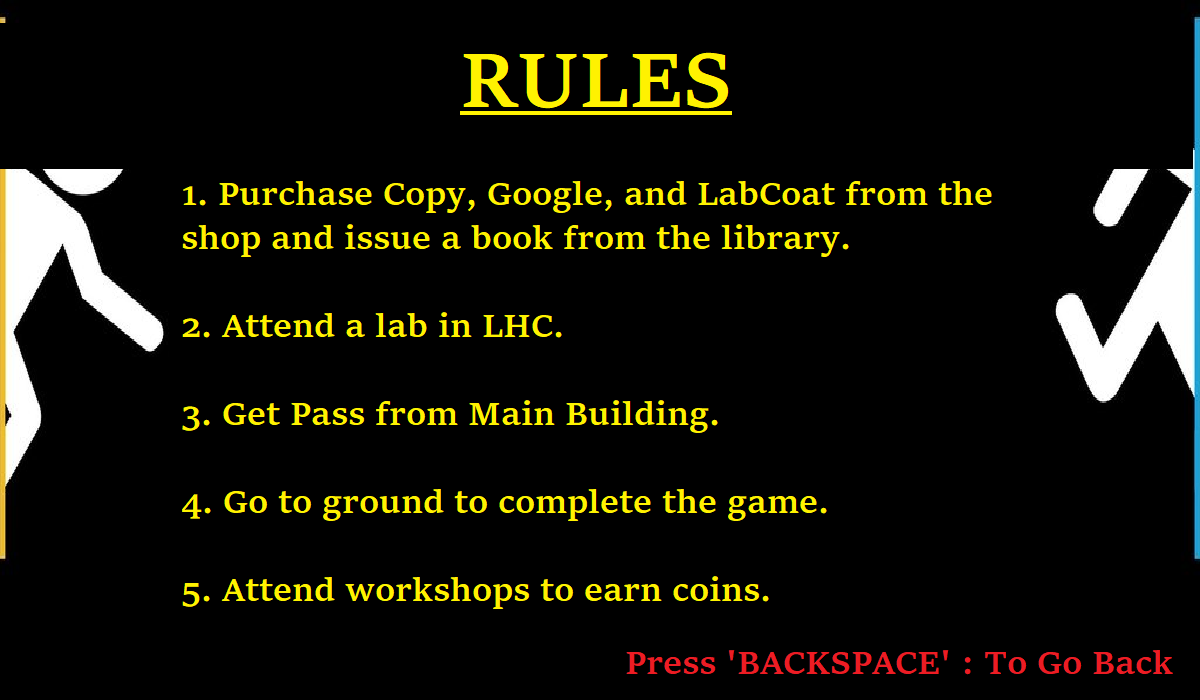 RULES
1. Purchase Copy, Google, and LabCoat from the
shop and issue a book from the library.
2. Attend a lab in LHC.
3. Get Pass from Main Building.
4. Go to ground to complete the game.
5. Attend workshops to earn coins.
Press 'BACKSPACE' : To Go Back